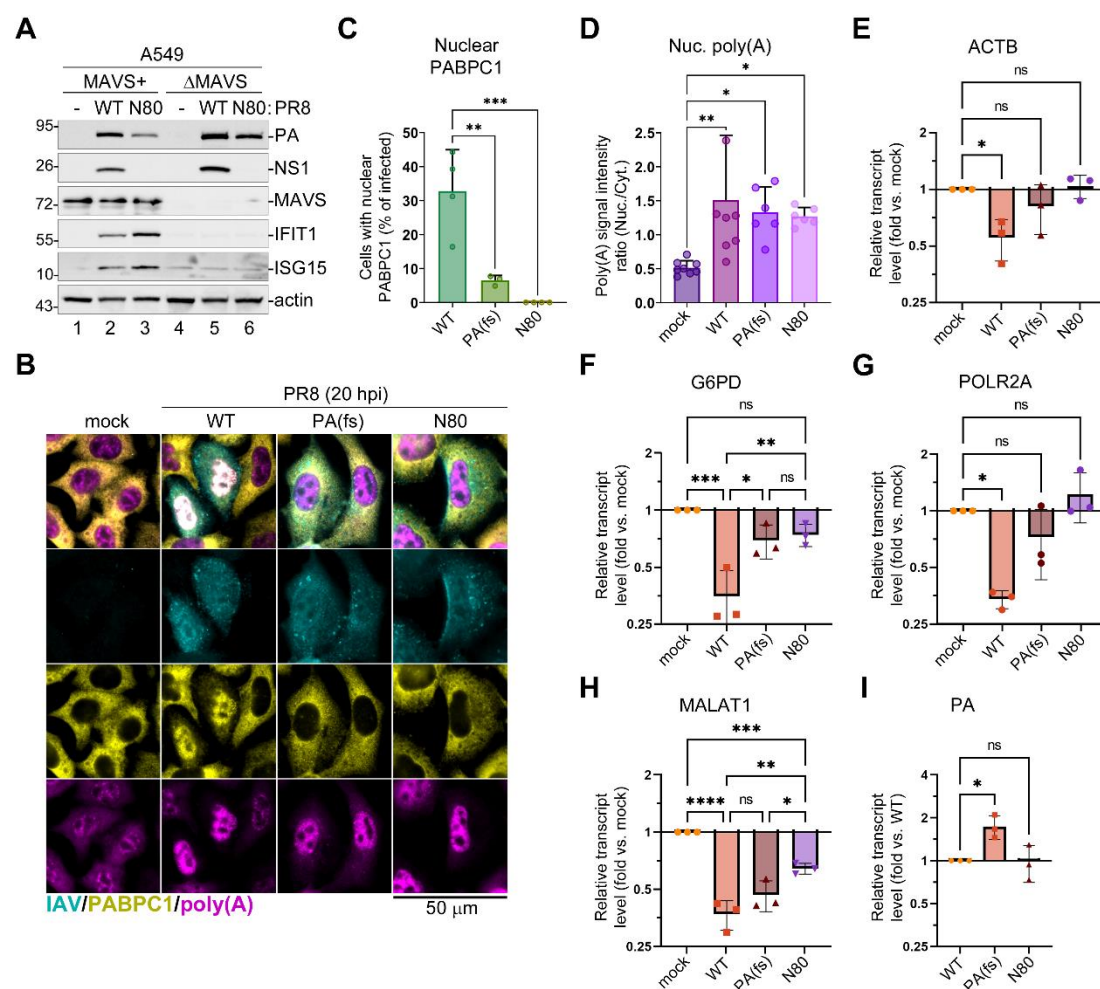 A
A549
MAVS+ ΔMAVS
- WT N80 - WT N80 : PR8
95 PA
26 NS1
72 MAVS
55 IFIT1
10 ISG15
43 actin
1 2 3 4 5 6
B
PR8 (20 hpi)
mock WT PA(fs) N80
IAV/PABPC1/poly(A)
50 μm
C
Nuclear
PABPC1
Cells with nuclear
PABPC1 (% of infected)
50
40
30
20
10
0
***
**
WT PA(fs) N80
D
Nuc. poly(A)
Poly(A) signal intensity
ratio (Nuc./Cyt.)
2.5
2.0
1.5
1.0
0.5
0.0
*
*
**
mock WT PA(fs) N80
E
ACTB
Relative transcript
level (fold vs. mock)
2
1
0.5
0.25
ns
ns
*
mock WT PA(fs) N80
F
G6PD
Relative transcript
level (fold vs. mock)
2
1
0.5
0.25
ns
**
*** * ns
mock WT PA(fs) N80
G
POLR2A
Relative transcript
level (fold vs. mock)
2
1
0.5
0.25
ns
ns
*
mock WT PA(fs) N80
H
MALAT1
Relative transcript
level (fold vs. mock)
2
1
0.5
0.25
***
**
**** ns *
mock WT PA(fs) N80
I
PA
Relative transcript
level (fold vs. WT)
4
2
1
0.5
0.25
ns
*
WT PA(fs) N80